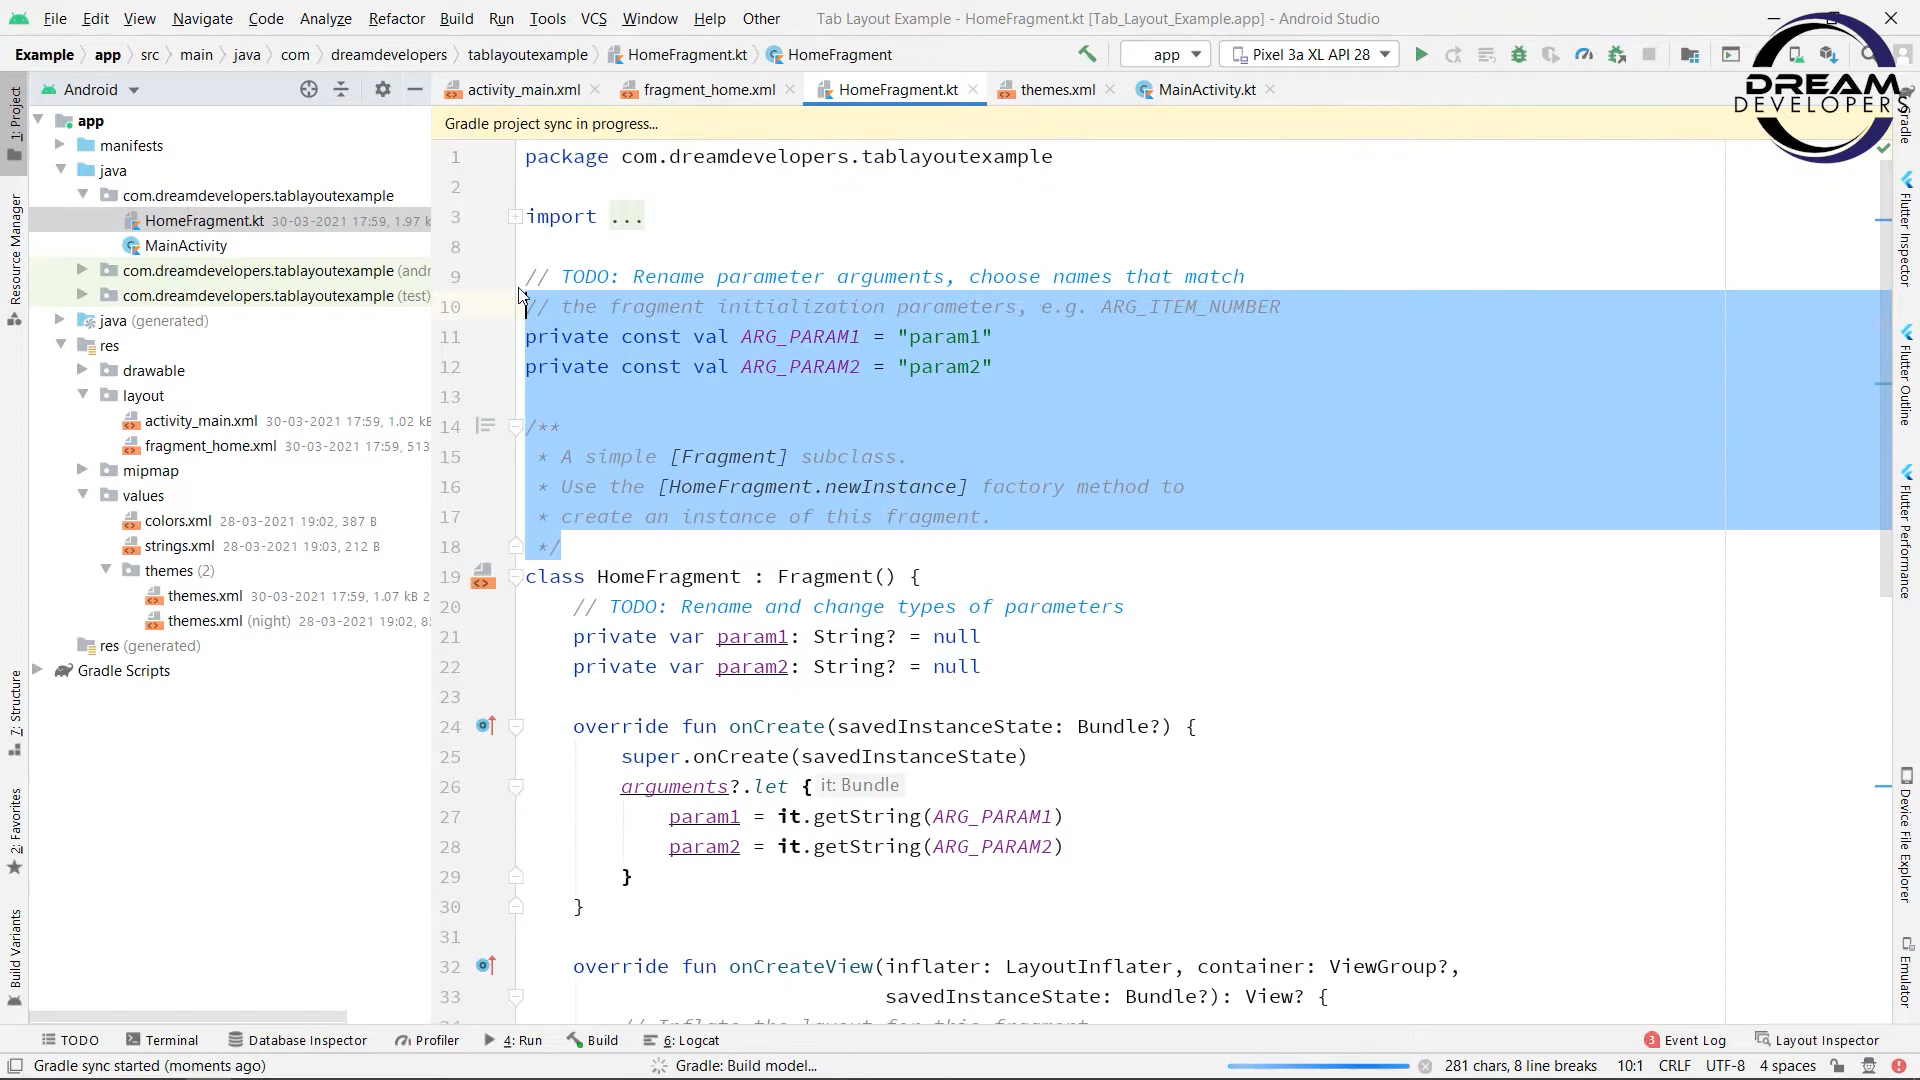 File Edit View Navigate Code Analyze Refactor Build Run Tools VCS Window Help Other Tab Layout Example - HomeFragment.kt [Tab_Layout_Example.app] - Android Studio
Example app src main java com dreamdevelopers tablayoutexample HomeFragment.kt HomeFragment app Pixel 3a XL API 28
DREAM
DEVELOPERS
Android
activity_main.xml fragment_home.xml HomeFragment.kt themes.xml MainActivity.kt
Gradle project sync in progress...
1: Project
Resource Manager
7: Structure
2: Favorites
Build Variants
app
manifests
java
com.dreamdevelopers.tablayoutexample
HomeFragment.kt 30-03-2021 17:59, 1.97 k
MainActivity
com.dreamdevelopers.tablayoutexample (andr
com.dreamdevelopers.tablayoutexample (test)
java (generated)
res
drawable
layout
activity_main.xml 30-03-2021 17:59, 1.02 kB
fragment_home.xml 30-03-2021 17:59, 513
mipmap
values
colors.xml 28-03-2021 19:02, 387 B
strings.xml 28-03-2021 19:03, 212 B
themes (2)
themes.xml 30-03-2021 17:59, 1.07 kB 2
themes.xml (night) 28-03-2021 19:02, 85
res (generated)
Gradle Scripts
1 package com.dreamdevelopers.tablayoutexample
2
3 import ...
8
9 // TODO: Rename parameter arguments, choose names that match
10 // the fragment initialization parameters, e.g. ARG_ITEM_NUMBER
11 private const val ARG_PARAM1 = "param1"
12 private const val ARG_PARAM2 = "param2"
13
14 /**
15 * A simple [Fragment] subclass.
16 * Use the [HomeFragment.newInstance] factory method to
17 * create an instance of this fragment.
18 */
19 class HomeFragment : Fragment() {
20 // TODO: Rename and change types of parameters
21 private var param1: String? = null
22 private var param2: String? = null
23
24 override fun onCreate(savedInstanceState: Bundle?) {
25 super.onCreate(savedInstanceState)
26 arguments?.let { it: Bundle
27 param1 = it.getString(ARG_PARAM1)
28 param2 = it.getString(ARG_PARAM2)
29 }
30 }
31
32 override fun onCreateView(inflater: LayoutInflater, container: ViewGroup?,
33 savedInstanceState: Bundle?): View? {
// Inflate the layout for this fragment
Gradle
Flutter Inspector
Flutter Outline
Flutter Performance
Device File Explorer
Emulator
TODO Terminal Database Inspector Profiler 4: Run Build 6: Logcat 3 Event Log Layout Inspector
Gradle sync started (moments ago) Gradle: Build model... 281 chars, 8 line breaks 10:1 CRLF UTF-8 4 spaces